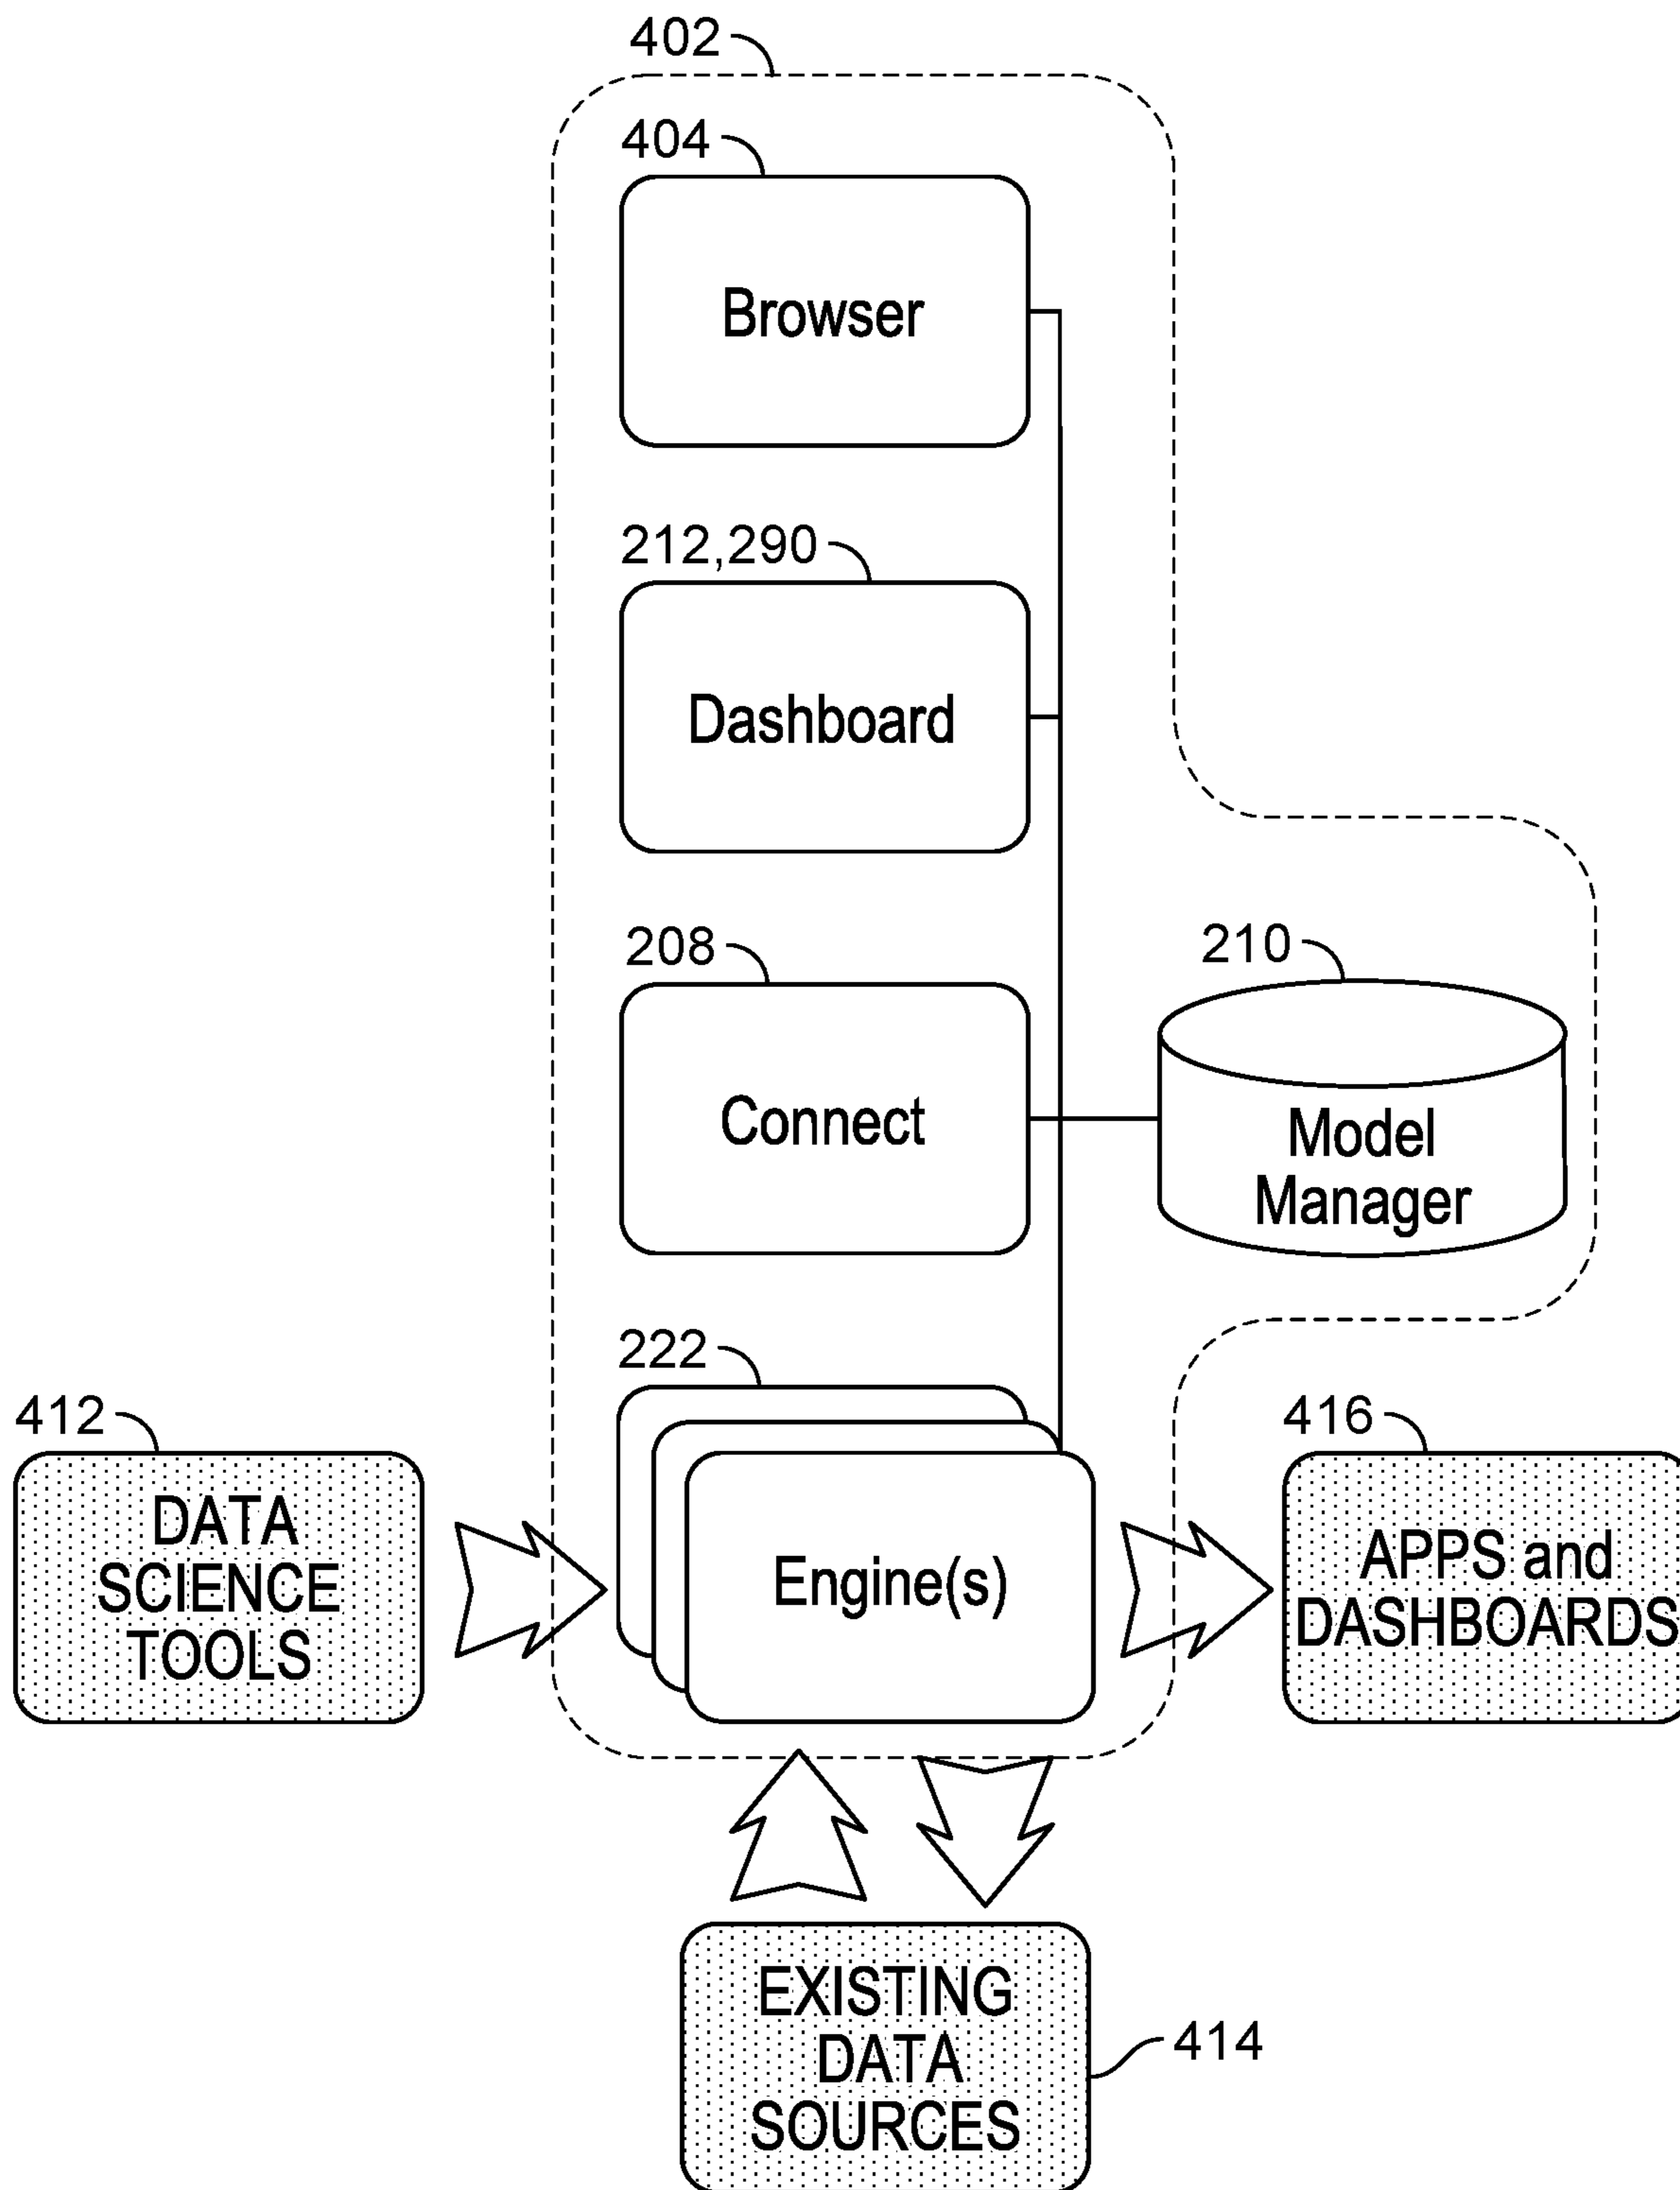 402
404
Browser
212,290
Dashboard
208
Connect
210
Model
Manager
222
Engine(s)
412
DATA
SCIENCE
TOOLS
416
APPS and
DASHBOARDS
EXISTING
DATA
SOURCES
414